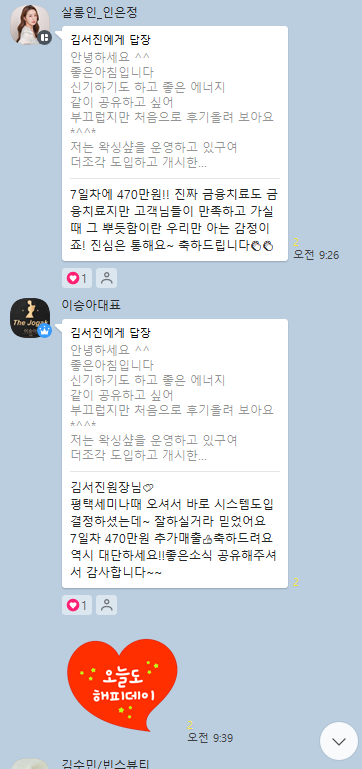 살롱인_인은정
김서진에게 답장
안녕하세요 ^^
좋은아침입니다
신기하기도 하고 좋은 에너지
같이 공유하고 싶어
부끄럽지만 처음으로 후기올려 보아요
*^^*
저는 왁싱샾을 운영하고 있구여
더조각 도입하고 개시한...
7일차에 470만원!! 진짜 금융치료도 금
융치료지만 고객님들이 만족하고 가실
때 그 뿌듯함이란 우리만 아는 감정이
죠! 진심은 통해요~ 축하드립니다👏👏
2
오전 9:26
1
이승아대표
The Jogak
김서진에게 답장
안녕하세요 ^^
좋은아침입니다
신기하기도 하고 좋은 에너지
같이 공유하고 싶어
부끄럽지만 처음으로 후기올려 보아요
*^^*
저는 왁싱샾을 운영하고 있구여
더조각 도입하고 개시한...
김서진원장님🤍
평택세미나때 오셔서 바로 시스템도입
결정하셨는데~ 잘하실거라 믿었어요
7일차 470만원 추가매출👍축하드려요
역시 대단하세요!!좋은소식 공유해주셔
서 감사합니다~~
2
1
오늘도
해피데이
2
오전 9:39
김수민/빈스뷰티